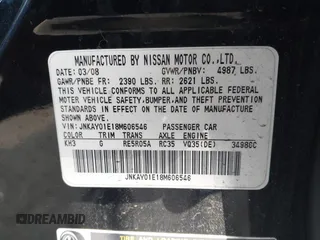 MANUFACTURED BY NISSAN MOTOR CO.,LTD.
DATE: 03/08 GVWR/PNBV: 4987 LBS.
GAWR/PNBE FR: 2390 LBS. RR: 2621 LBS.
THIS VEHICLE CONFORMS TO ALL APPLICABLE
FEDERAL MOTOR VEHICLE
SAFETY,BUMPER,AND THEFT PREVENTION
STANDARDS IN EFFECT ON THE DATE OF
MANUFACTURE SHOWN ABOVE.
VIN: JNKAY01E18M606546 PASSENGER CAR
COLOR TRIM TRANS AXLE ENGINE
KH3 G RE5R05A RC35 VQ35(DE) 34980C
JNKAY01E18M606546
DREAMBID